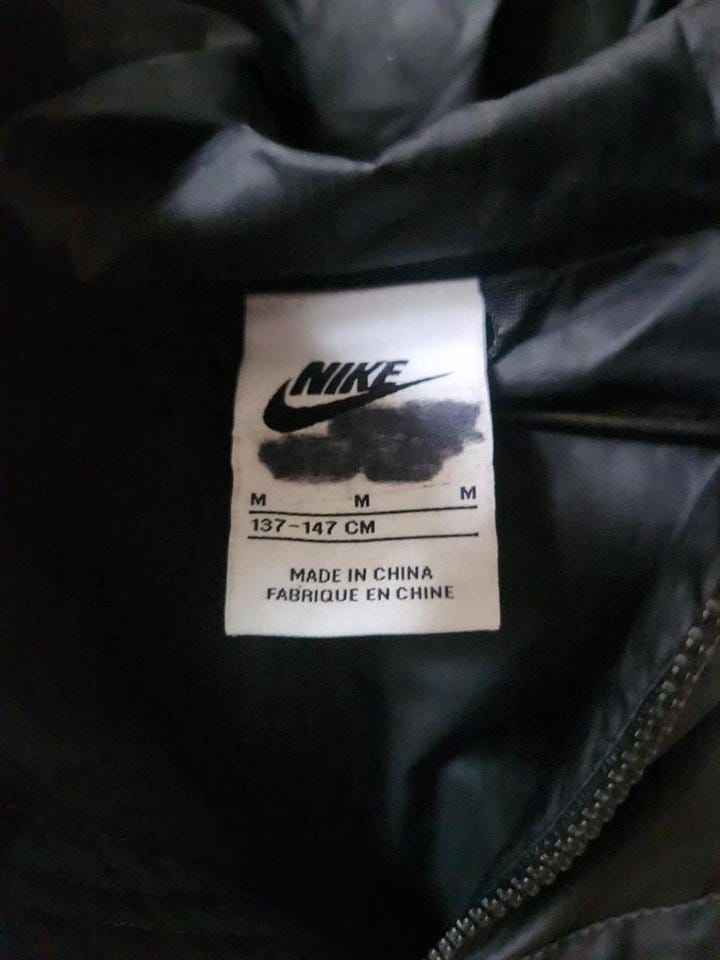 NIKE
M M M
137-147 CM
MADE IN CHINA
FABRIQUE EN CHINE